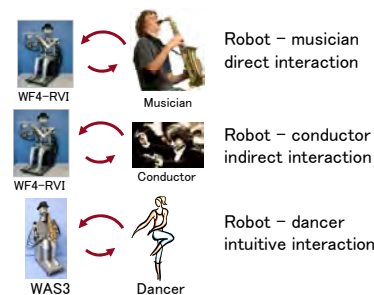 Robot - musician
direct interaction
WF4-RVI
Musician
Robot - conductor
indirect interaction
WF4-RVI
Conductor
Robot - dancer
intuitive interaction
WAS3
Dancer